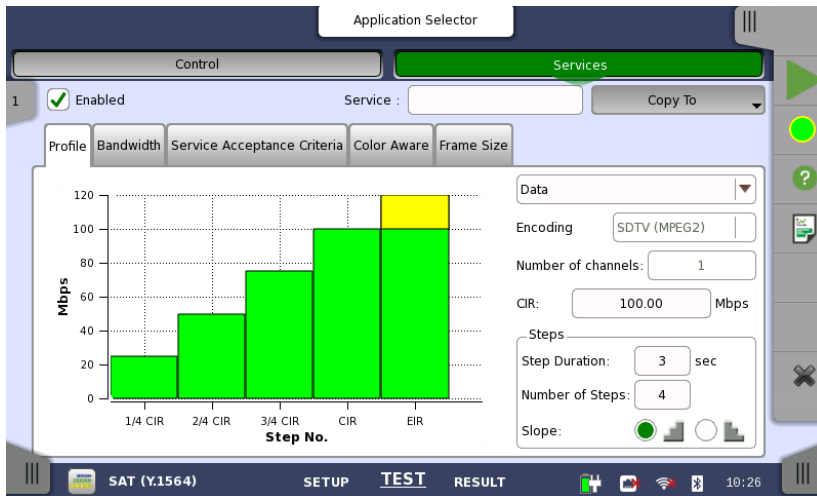 Application Selector
Control
Services
1
Enabled
Service :
Copy To
Profile
Bandwidth
Service Acceptance Criteria
Color Aware
Frame Size
120
100
80
60
40
20
0
Mbps
1/4 CIR
2/4 CIR
3/4 CIR
CIR
EIR
Step No.
Data
Encoding
SDTV (MPEG2)
Number of channels:
1
CIR:
100.00
Mbps
Steps
Step Duration:
3
sec
Number of Steps:
4
Slope:
?
SAT (Y.1564)
SETUP
TEST
RESULT
10:26